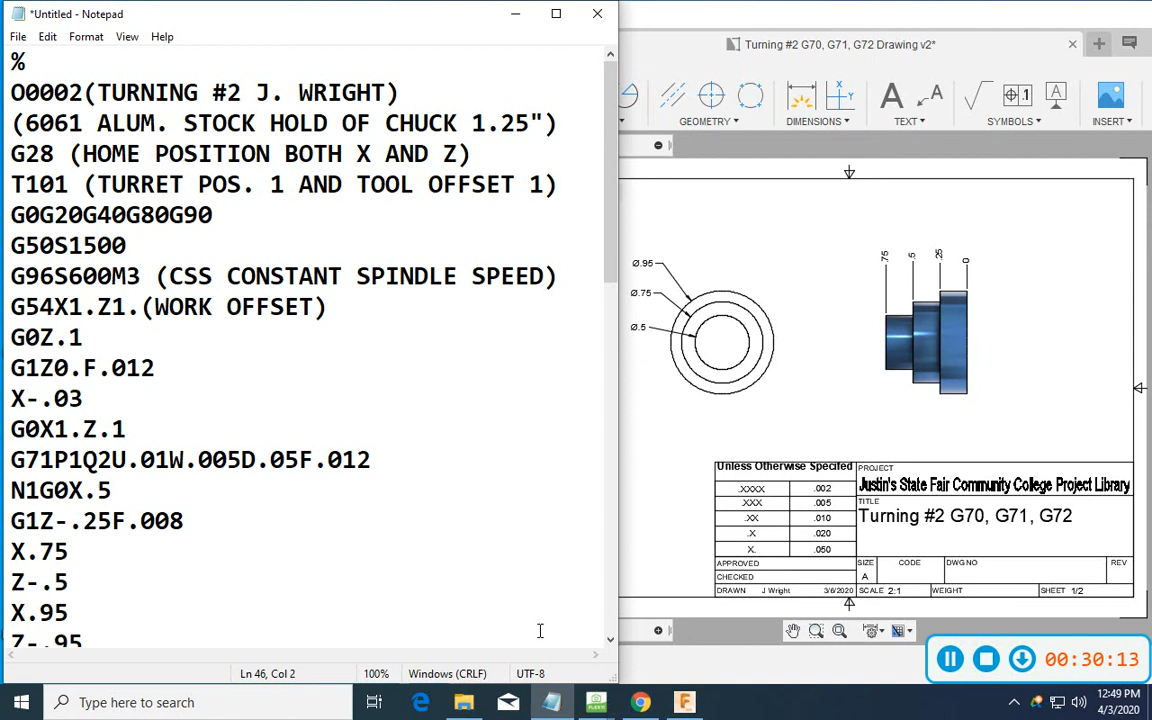 *Untitled - Notepad
File Edit Format View Help
%
O0002(TURNING #2 J. WRIGHT)
(6061 ALUM. STOCK HOLD OF CHUCK 1.25")
G28 (HOME POSITION BOTH X AND Z)
T101 (TURRET POS. 1 AND TOOL OFFSET 1)
G0G20G40G80G90
G50S1500
G96S600M3 (CSS CONSTANT SPINDLE SPEED)
G54X1.Z1.(WORK OFFSET)
G0Z.1
G1Z0.F.012
X-.03
G0X1.Z.1
G71P1Q2U.01W.005D.05F.012
N1G0X.5
G1Z-.25F.008
X.75
Z-.5
X.95
Z-.95
Ln 46, Col 2 100% Windows (CRLF) UTF-8
Turning #2 G70, G71, G72 Drawing v2*
GEOMETRY DIMENSIONS TEXT SYMBOLS INSERT
Ø.95
Ø.75
Ø.5
.75 .5 .25 0
Unless Otherwise Specifed
.XXXX .002
.XXX .005
.XX .010
.X .020
X. .050
APPROVED
CHECKED
DRAWN J Wright 3/6/2020
PROJECT
Justin's State Fair Community College Project Library
TITLE
Turning #2 G70, G71, G72
SIZE CODE DWG NO REV
A
SCALE 2:1 WEIGHT SHEET 1/2
00:30:13
Type here to search
12:49 PM
4/3/2020